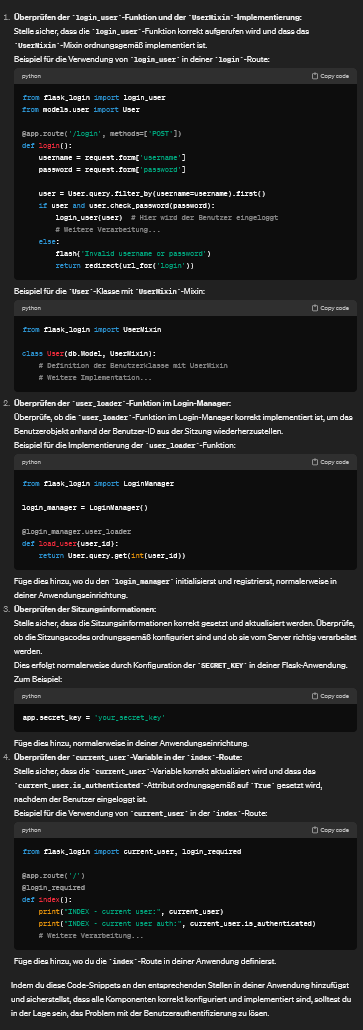 1. Überprüfen der `login_user`-Funktion und der `UserMixin`-Implementierung:
Stelle sicher, dass die `login_user`-Funktion korrekt aufgerufen wird und dass das
`UserMixin`-Mixin ordnungsgemäß implementiert ist.
Beispiel für die Verwendung von `login_user` in deiner `login`-Route:
python Copy code
from flask_login import login_user
from models.user import User
@app.route('/login', methods=['POST'])
def login():
username = request.form['username']
password = request.form['password']
user = User.query.filter_by(username=username).first()
if user and user.check_password(password):
login_user(user) # Hier wird der Benutzer eingeloggt
# Weitere Verarbeitung...
else:
flash('Invalid username or password')
return redirect(url_for('login'))
Beispiel für die `User`-Klasse mit `UserMixin`-Mixin:
python Copy code
from flask_login import UserMixin
class User(db.Model, UserMixin):
# Definition der Benutzerklasse mit UserMixin
# Weitere Implementation...
2. Überprüfen der `user_loader`-Funktion im Login-Manager:
Überprüfe, ob die `user_loader`-Funktion im Login-Manager korrekt implementiert ist, um das
Benutzerobjekt anhand der Benutzer-ID aus der Sitzung wiederherzustellen.
Beispiel für die Implementierung der `user_loader`-Funktion:
python Copy code
from flask_login import LoginManager
login_manager = LoginManager()
@login_manager.user_loader
def load_user(user_id):
return User.query.get(int(user_id))
Füge dies hinzu, wo du den `login_manager` initialisierst und registrierst, normalerweise in
deiner Anwendungseinrichtung.
3. Überprüfen der Sitzungsinformationen:
Stelle sicher, dass die Sitzungsinformationen korrekt gesetzt und aktualisiert werden. Überprüfe,
ob die Sitzungscodes ordnungsgemäß konfiguriert sind und ob sie vom Server richtig verarbeitet
werden.
Dies erfolgt normalerweise durch Konfiguration der `SECRET_KEY` in deiner Flask-Anwendung.
Zum Beispiel:
python Copy code
app.secret_key = 'your_secret_key'
Füge dies hinzu, normalerweise in deiner Anwendungseinrichtung.
4. Überprüfen der `current_user`-Variable in der `index`-Route:
Stelle sicher, dass die `current_user`-Variable korrekt aktualisiert wird und dass das
`current_user.is_authenticated`-Attribut ordnungsgemäß auf `True` gesetzt wird,
nachdem der Benutzer eingeloggt ist.
Beispiel für die Verwendung von `current_user` in der `index`-Route:
python Copy code
from flask_login import current_user, login_required
@app.route('/')
@login_required
def index():
print("INDEX - current user:", current_user)
print("INDEX - current user auth:", current_user.is_authenticated)
# Weitere Verarbeitung...
Füge dies hinzu, wo du die `index`-Route in deiner Anwendung definierst.
Indem du diese Code-Snippets an den entsprechenden Stellen in deiner Anwendung hinzufügst
und sicherstellst, dass alle Komponenten korrekt konfiguriert und implementiert sind, solltest du
in der Lage sein, das Problem mit der Benutzerauthentifizierung zu lösen.